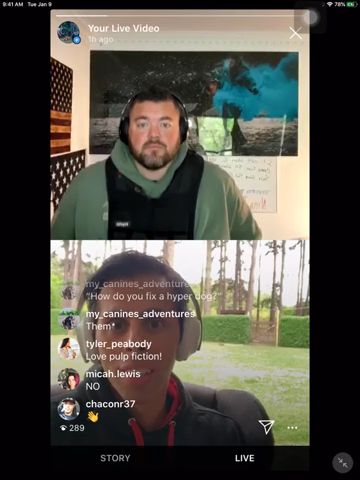 9:41 AM Tue Jan 9
78%
Your Live Video
1h ago
my_canines_adventures
"How do you fix a hyper dog?"
my_canines_adventures
Them*
tyler_peabody
Love pulp fiction!
micah.lewis
NO
chaconr37
👋
289
STORY
LIVE